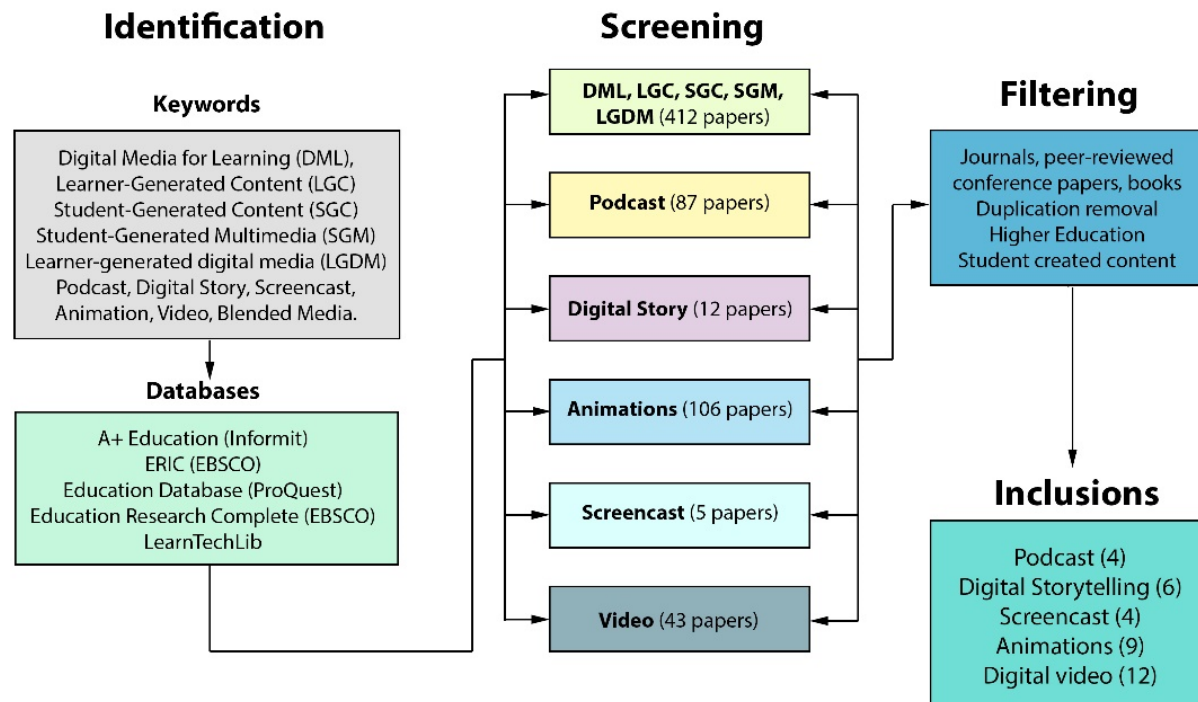 Identification
Keywords
Digital Media for Learning (DML),
Learner-Generated Content (LGC)
Student-Generated Content (SGC)
Student-Generated Multimedia (SGM)
Learner-generated digital media (LGDM)
Podcast, Digital Story, Screencast,
Animation, Video, Blended Media.
Databases
A+ Education (Informit)
ERIC (EBSCO)
Education Database (ProQuest)
Education Research Complete (EBSCO)
LearnTechLib
Screening
DML, LGC, SGC, SGM,
LGDM (412 papers)
Podcast (87 papers)
Digital Story (12 papers)
Animations (106 papers)
Screencast (5 papers)
Video (43 papers)
Filtering
Journals, peer-reviewed
conference papers, books
Duplication removal
Higher Education
Student created content
Inclusions
Podcast (4)
Digital Storytelling (6)
Screencast (4)
Animations (9)
Digital video (12)